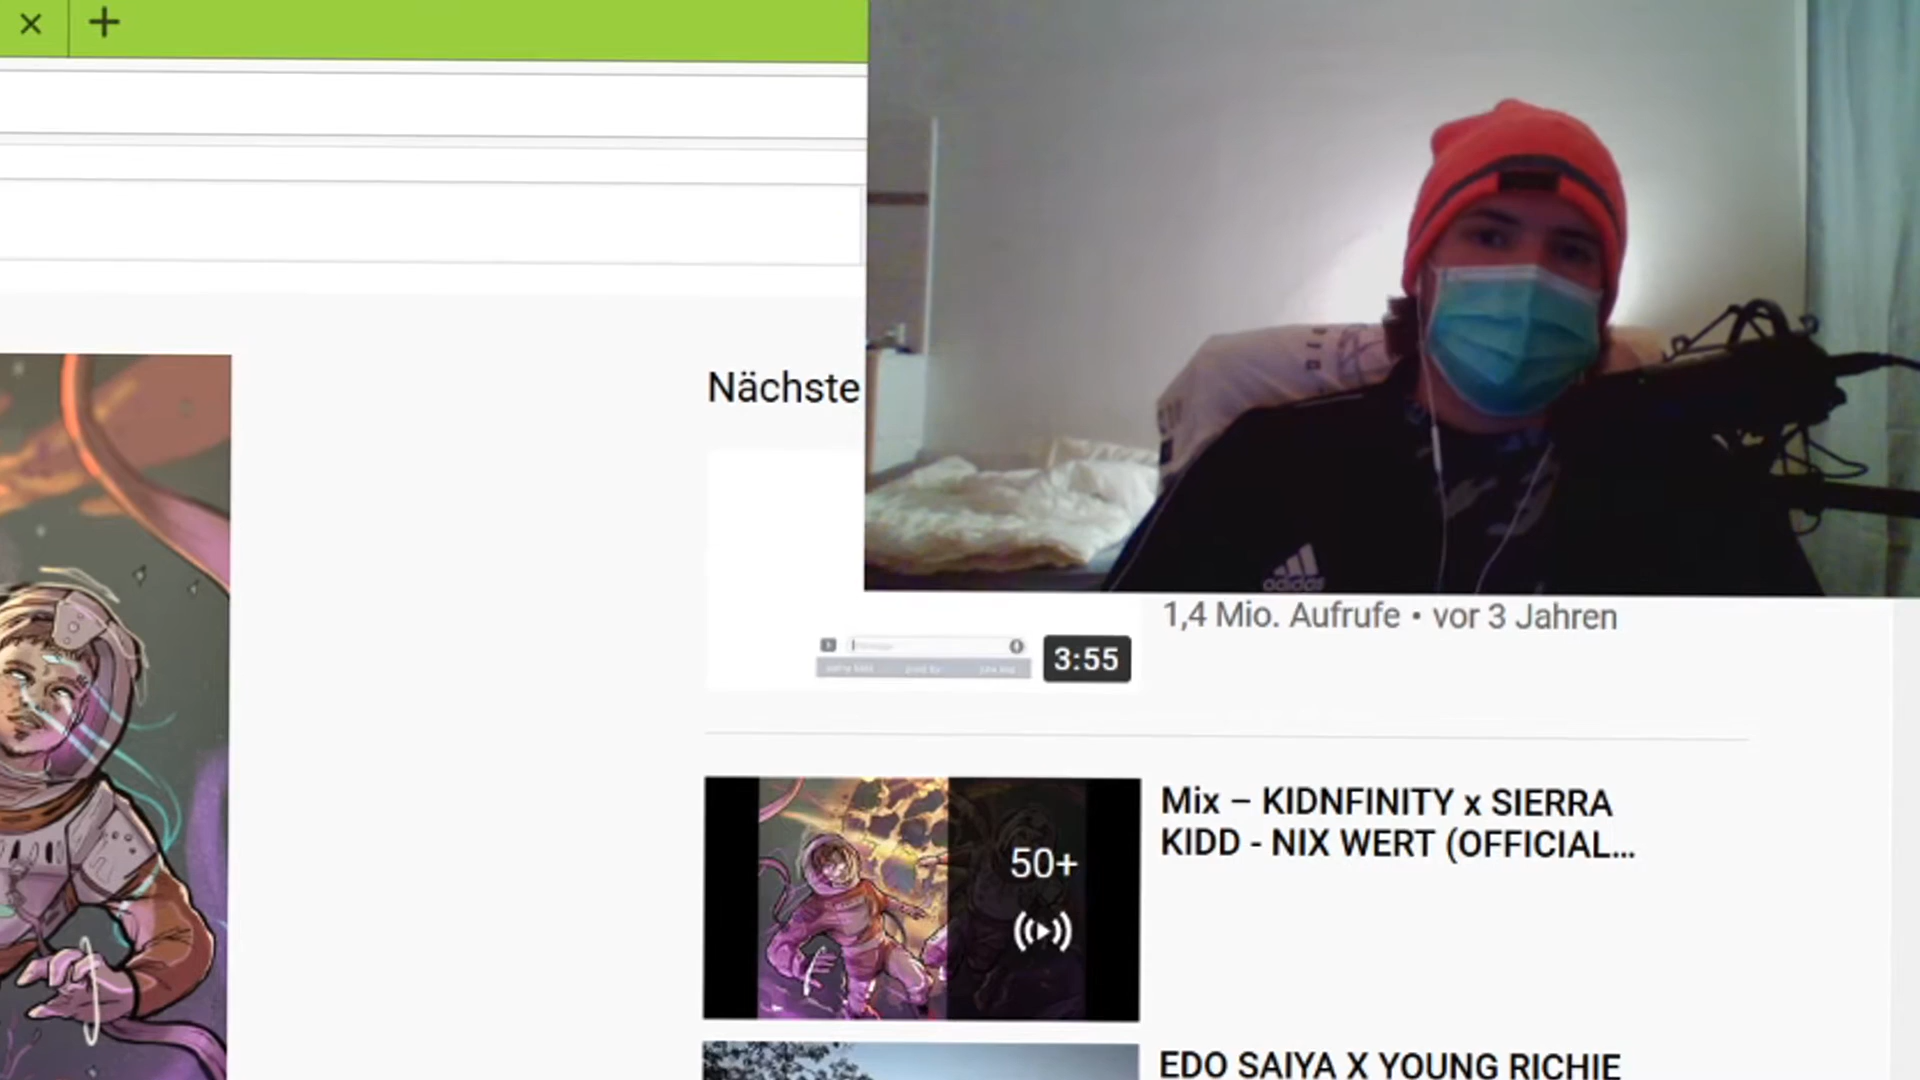 Nächste
adidas
1,4 Mio. Aufrufe • vor 3 Jahren
3:55
Mix – KIDNFINITY x SIERRA
KIDD - NIX WERT (OFFICIAL...
50+
EDO SAIYA X YOUNG RICHIE